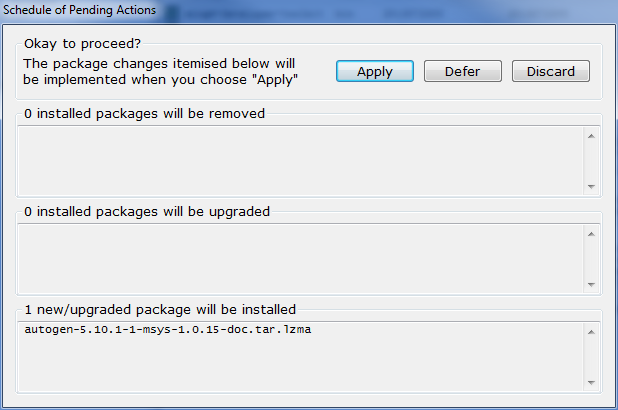 Schedule of Pending Actions
Okay to proceed?
The package changes itemised below will
be implemented when you choose "Apply"
Apply
Defer
Discard
0 installed packages will be removed
0 installed packages will be upgraded
1 new/upgraded package will be installed
autogen-5.10.1-1-msys-1.0.15-doc.tar.lzma